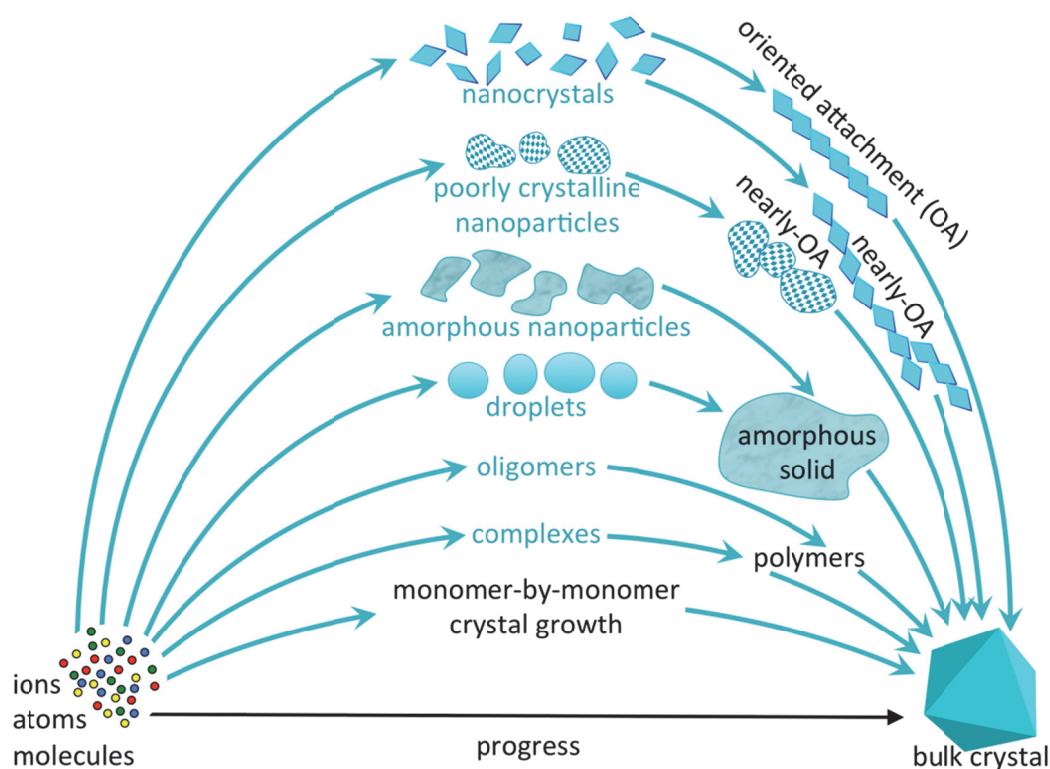 nanocrystals
oriented attachment (OA)
poorly crystalline
nanoparticles
nearly-OA
nearly-OA
amorphous nanoparticles
droplets
amorphous
solid
oligomers
complexes
polymers
monomer-by-monomer
crystal growth
ions
atoms
molecules
progress
bulk crystal